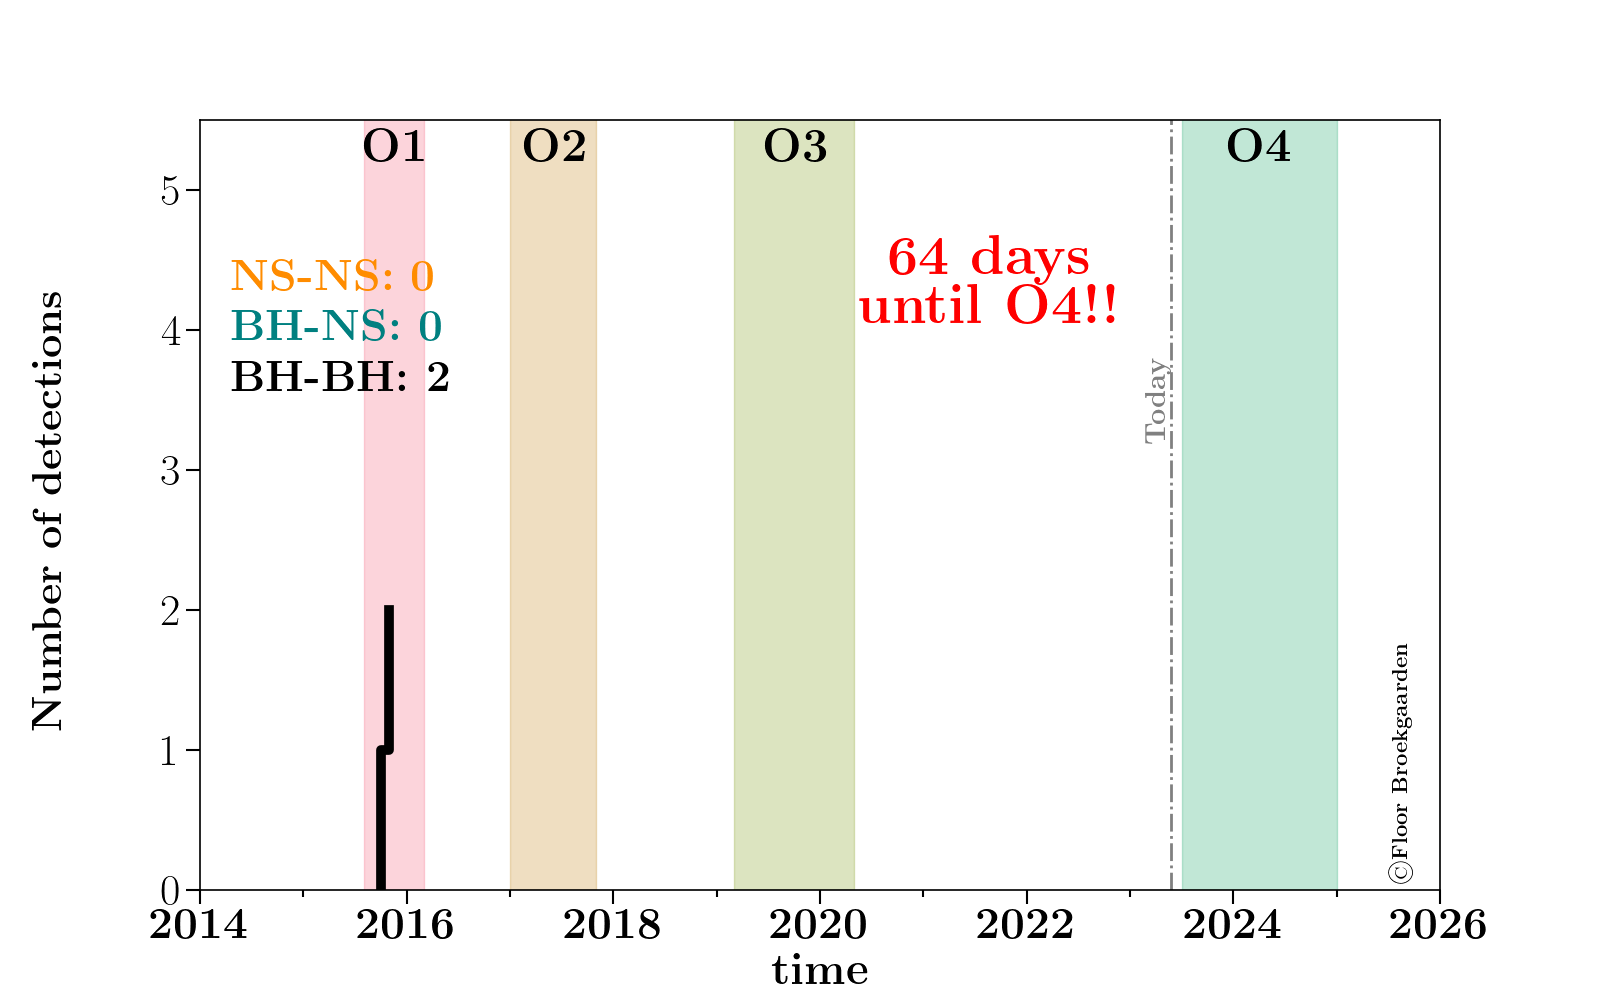 O1 O2 O3 O4
5
4
3
2
1
0
Number of detections
NS-NS: 0
BH-NS: 0
BH-BH: 2
64 days
until O4!!
Today
©Floor Broekgaarden
2014 2016 2018 2020 2022 2024 2026
time